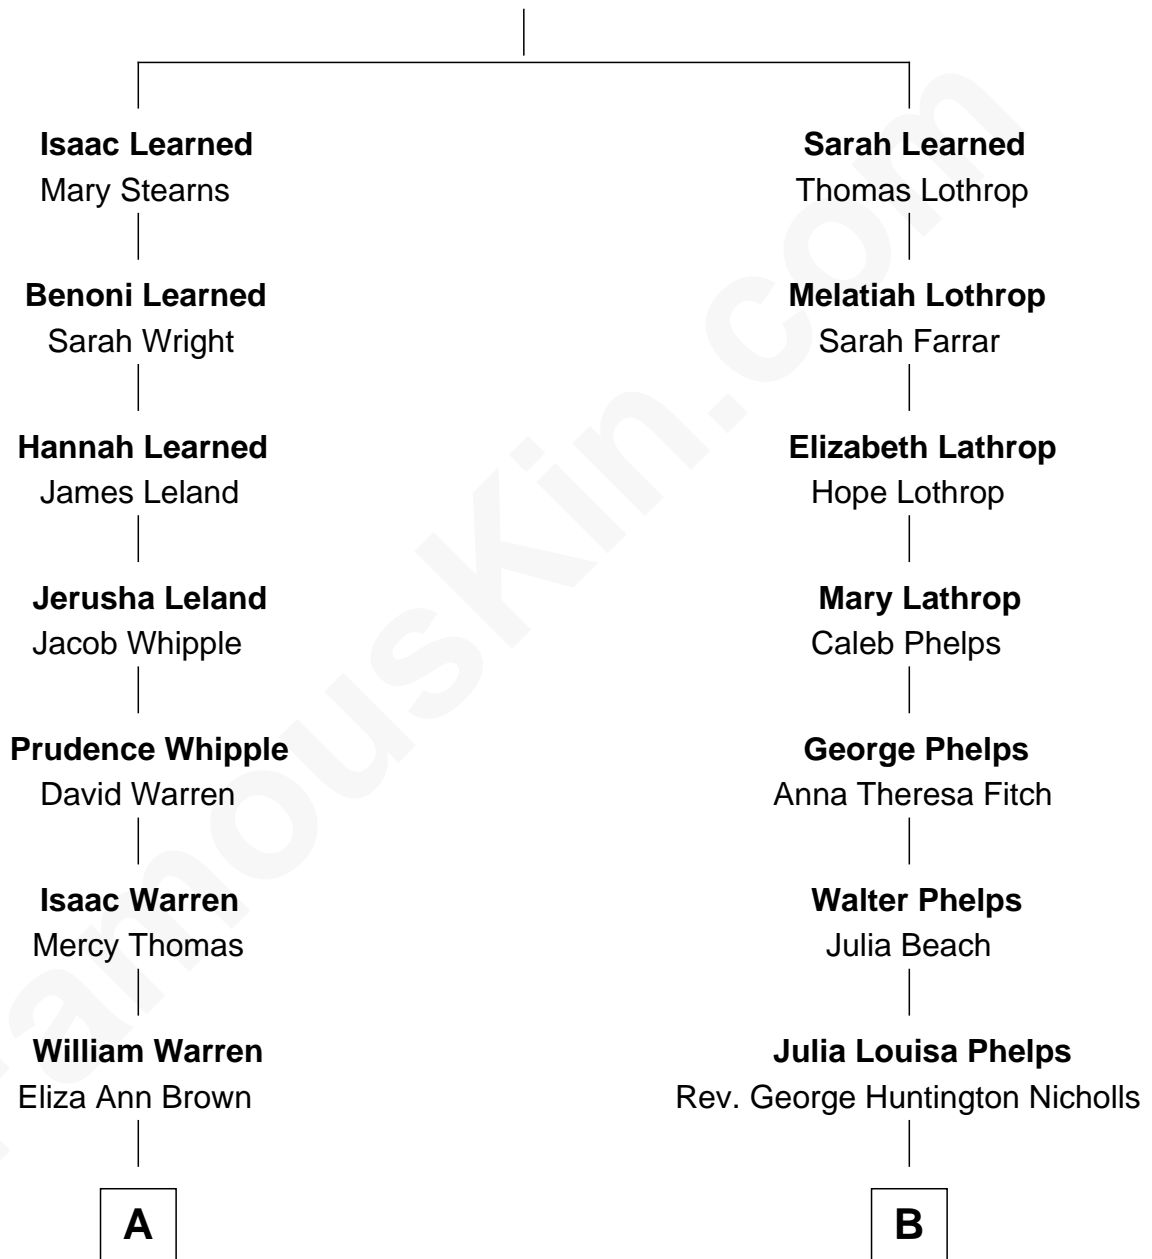 Isaac Learned
Mary Stearns
Sarah Learned
Thomas Lothrop
Benoni Learned
Sarah Wright
Melatiah Lothrop
Sarah Farrar
Hannah Learned
James Leland
Elizabeth Lathrop
Hope Lothrop
Jerusha Leland
Jacob Whipple
Mary Lathrop
Caleb Phelps
Prudence Whipple
David Warren
George Phelps
Anna Theresa Fitch
Isaac Warren
Mercy Thomas
Walter Phelps
Julia Beach
William Warren
Eliza Ann Brown
Julia Louisa Phelps
Rev. George Huntington Nicholls
A
B
FamousKin.com